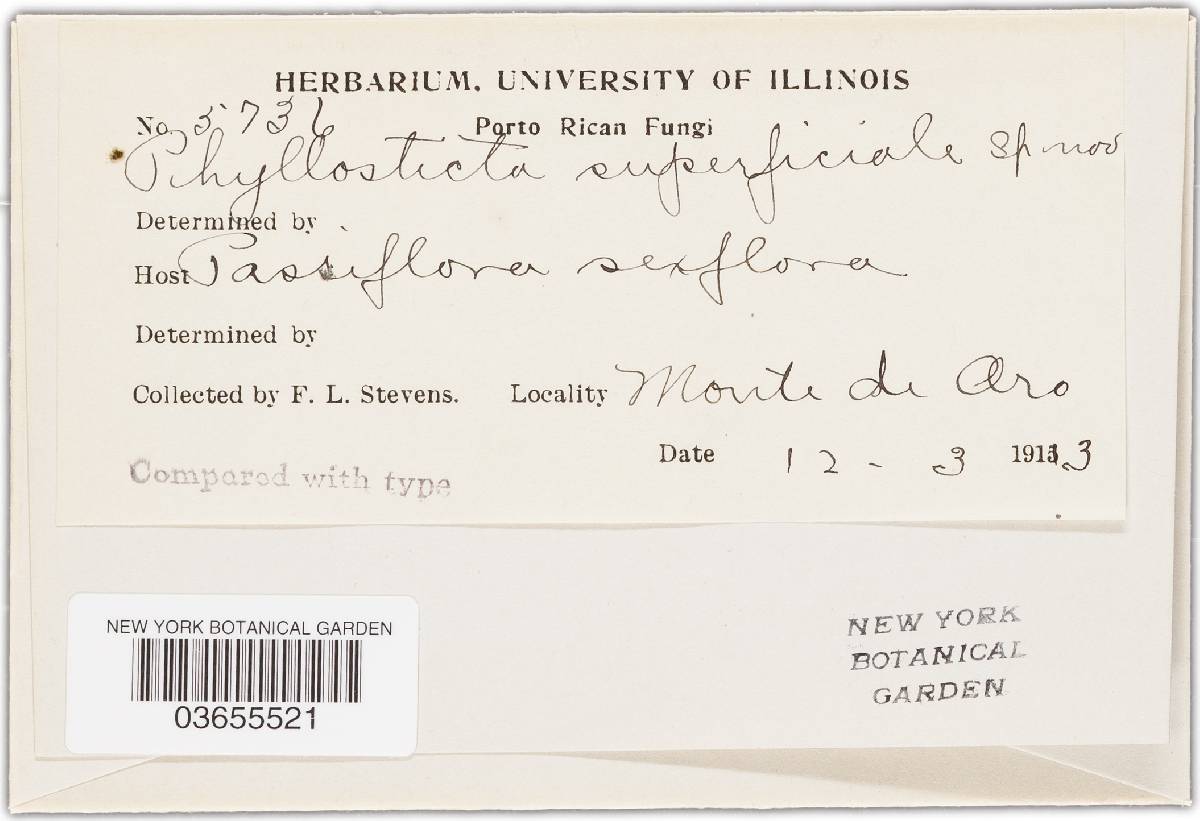 HERBARIUM, UNIVERSITY OF ILLINOIS
No. 5736 Porto Rican Fungi
Phyllosticta superficiale sp nov
Determined by
Host Passiflora sexflora
Determined by
Collected by F. L. Stevens. Locality Monte de Oro
Date 12 - 3 1913
Compared with type
NEW YORK BOTANICAL GARDEN
03655521
NEW YORK
BOTANICAL
GARDEN